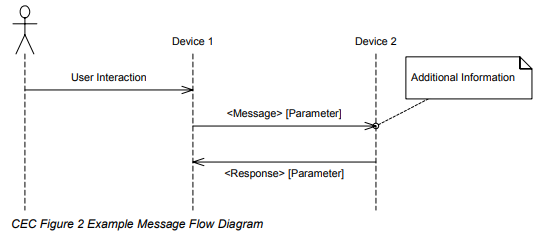 Device 1
Device 2
User Interaction
Additional Information
<Message> [Parameter]
<Response> [Parameter]
CEC Figure 2 Example Message Flow Diagram